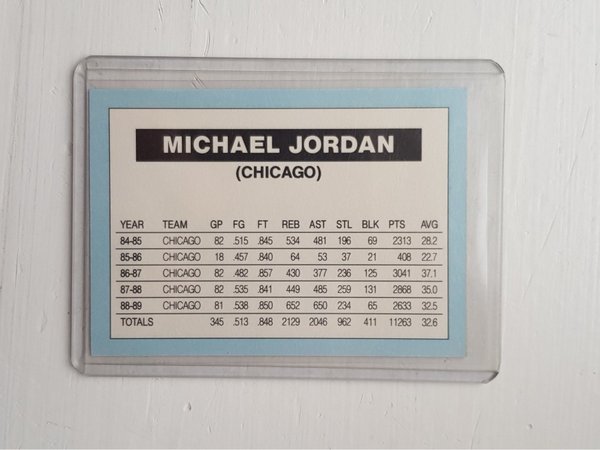 MICHAEL JORDAN
(CHICAGO)
YEAR TEAM GP FG FT REB AST STL BLK PTS AVG
84-85 CHICAGO 82 .515 .845 534 481 196 69 2313 28.2
85-86 CHICAGO 18 .457 .840 64 53 37 21 408 22.7
86-87 CHICAGO 82 .482 .857 430 377 236 125 3041 37.1
87-88 CHICAGO 82 .535 .841 449 485 259 131 2868 35.0
88-89 CHICAGO 81 .538 .850 652 650 234 65 2633 32.5
TOTALS 345 .513 .848 2129 2046 962 411 11263 32.6